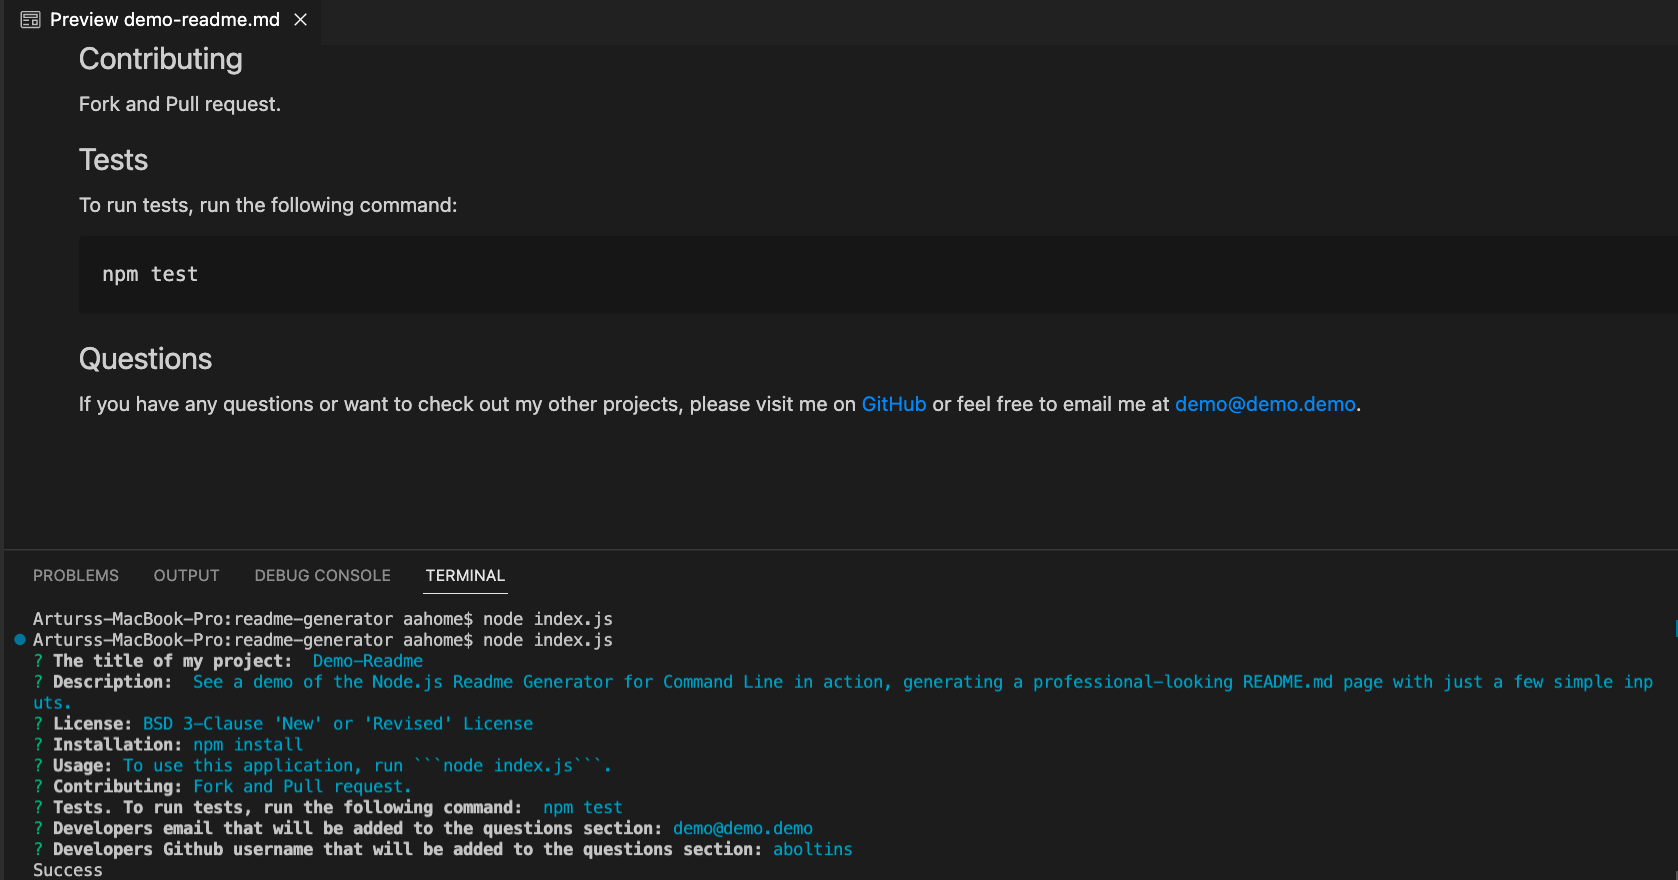 Preview demo-readme.md
Contributing
Fork and Pull request.
Tests
To run tests, run the following command:
npm test
Questions
If you have any questions or want to check out my other projects, please visit me on GitHub or feel free to email me at demo@demo.demo.
PROBLEMS OUTPUT DEBUG CONSOLE TERMINAL
Arturss-MacBook-Pro:readme-generator aahome$ node index.js
Arturss-MacBook-Pro:readme-generator aahome$ node index.js
? The title of my project:  Demo-Readme
? Description:  See a demo of the Node.js Readme Generator for Command Line in action, generating a professional-looking README.md page with just a few simple inp
uts.
? License: BSD 3-Clause 'New' or 'Revised' License
? Installation: npm install
? Usage: To use this application, run ```node index.js```.
? Contributing: Fork and Pull request.
? Tests. To run tests, run the following command:  npm test
? Developers email that will be added to the questions section: demo@demo.demo
? Developers Github username that will be added to the questions section: aboltins
Success